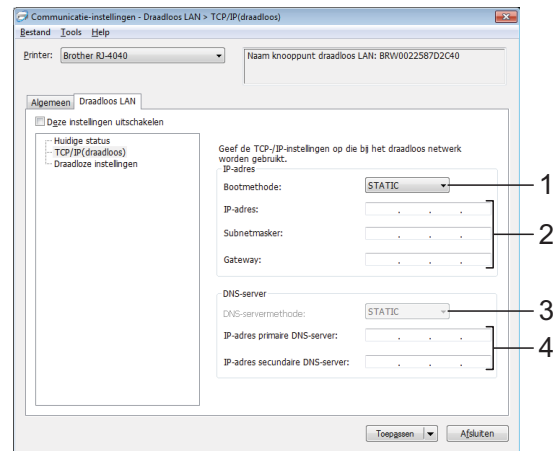 Communicatie-instellingen - Draadloos LAN > TCP/IP(draadloos)
Bestand Tools Help
Printer: Brother RJ-4040
Naam knooppunt draadloos LAN: BRW0022587D2C40
Algemeen Draadloos LAN
Deze instellingen uitschakelen
Huidige status
TCP/IP(draadloos)
Draadloze instellingen
Geef de TCP-/IP-instellingen op die bij het draadloos netwerk
worden gebruikt.
IP-adres
Bootmethode: STATIC 1
IP-adres: . . .
Subnetmasker: . . . 2
Gateway: . . .
DNS-server
DNS-servermethode: STATIC 3
IP-adres primaire DNS-server: . . .
4
IP-adres secundaire DNS-server: . . .
Toepassen Afsluiten